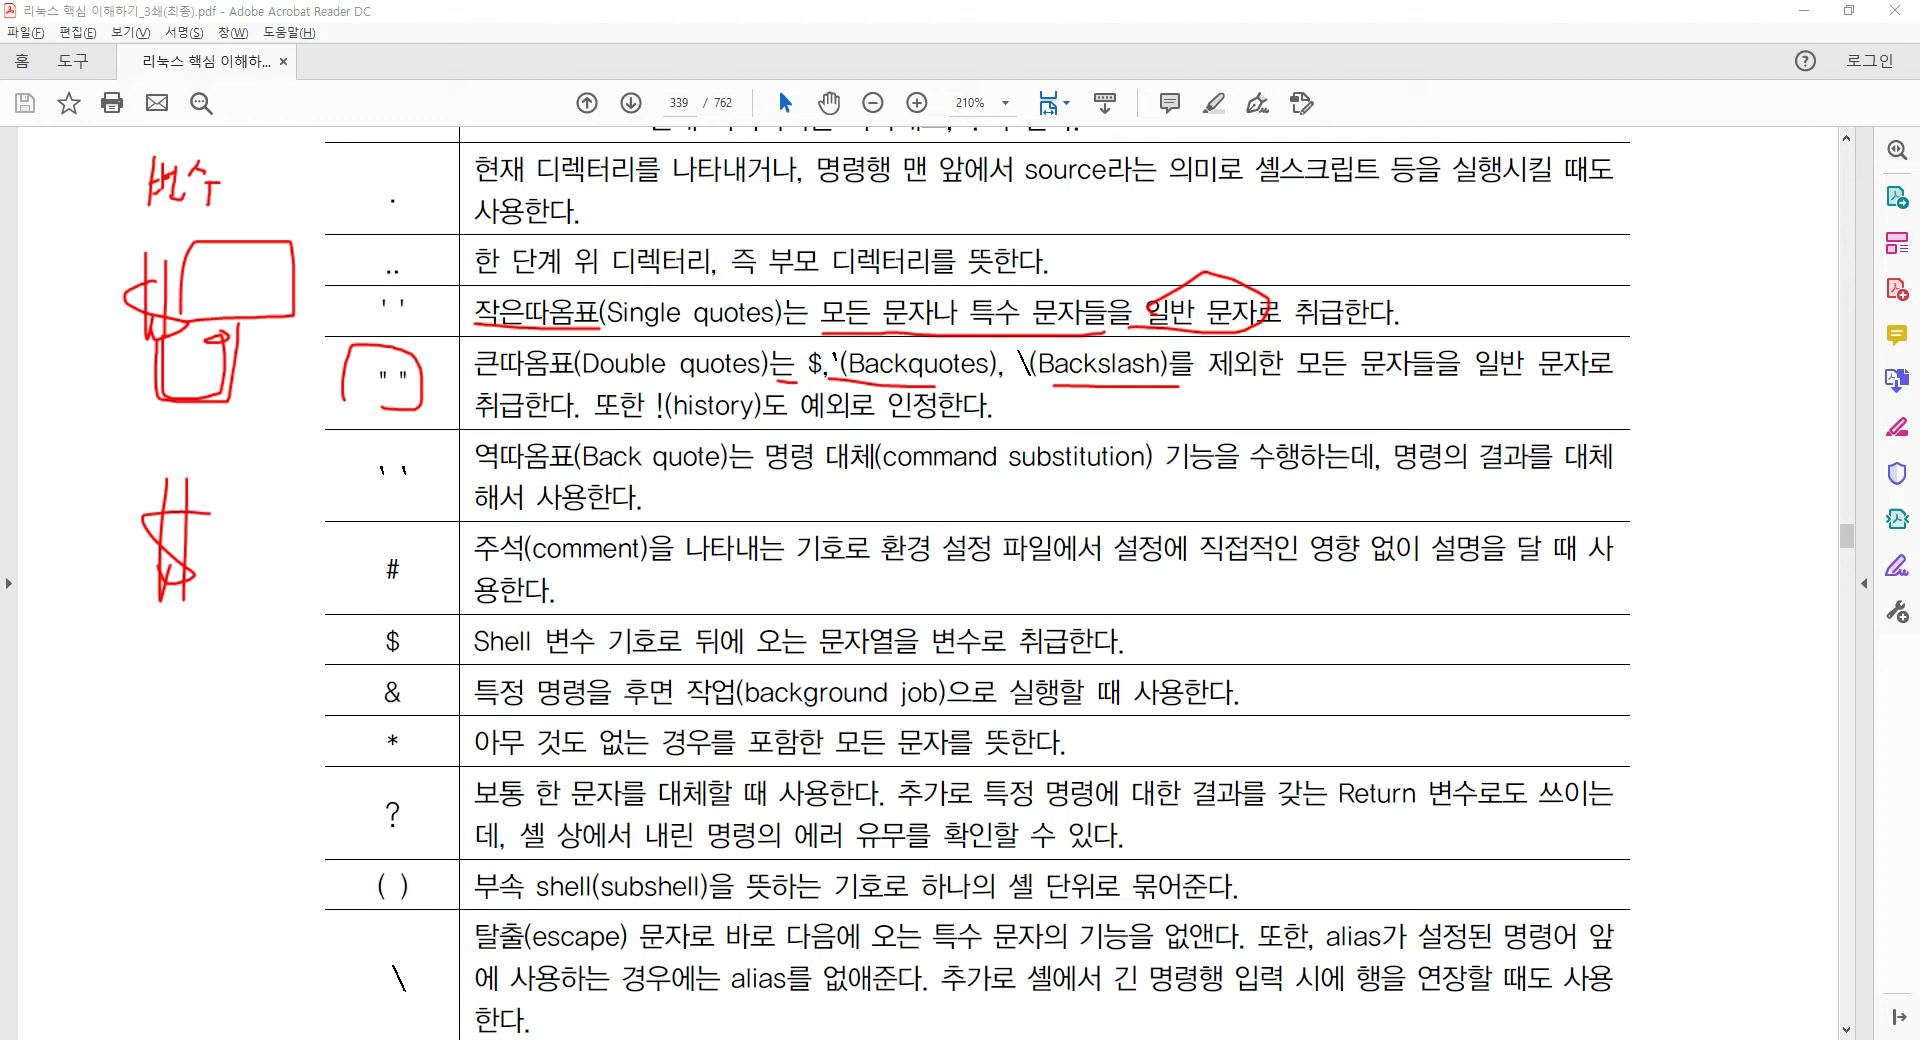 리눅스 핵심 이해하기_3쇄(최종).pdf - Adobe Acrobat Reader DC
파일(F) 편집(E) 보기(V) 서명(S) 창(W) 도움말(H)
홈 도구 리눅스 핵심 이해하... × 로그인
339 / 762 210%
변수
. 현재 디렉터리를 나타내거나, 명령행 맨 앞에서 source라는 의미로 셸스크립트 등을 실행시킬 때도
사용한다.
.. 한 단계 위 디렉터리, 즉 부모 디렉터리를 뜻한다.
' ' 작은따옴표(Single quotes)는 모든 문자나 특수 문자들을 일반 문자로 취급한다.
" " 큰따옴표(Double quotes)는 $,`(Backquotes), \(Backslash)를 제외한 모든 문자들을 일반 문자로
취급한다. 또한 !(history)도 예외로 인정한다.
` ` 역따옴표(Back quote)는 명령 대체(command substitution) 기능을 수행하는데, 명령의 결과를 대체
해서 사용한다.
# 주석(comment)을 나타내는 기호로 환경 설정 파일에서 설정에 직접적인 영향 없이 설명을 달 때 사
용한다.
$
$ Shell 변수 기호로 뒤에 오는 문자열을 변수로 취급한다.
& 특정 명령을 후면 작업(background job)으로 실행할 때 사용한다.
* 아무 것도 없는 경우를 포함한 모든 문자를 뜻한다.
? 보통 한 문자를 대체할 때 사용한다. 추가로 특정 명령에 대한 결과를 갖는 Return 변수로도 쓰이는
데, 셸 상에서 내린 명령의 에러 유무를 확인할 수 있다.
( ) 부속 shell(subshell)을 뜻하는 기호로 하나의 셸 단위로 묶어준다.
\ 탈출(escape) 문자로 바로 다음에 오는 특수 문자의 기능을 없앤다. 또한, alias가 설정된 명령어 앞
에 사용하는 경우에는 alias를 없애준다. 추가로 셸에서 긴 명령행 입력 시에 행을 연장할 때도 사용
한다.